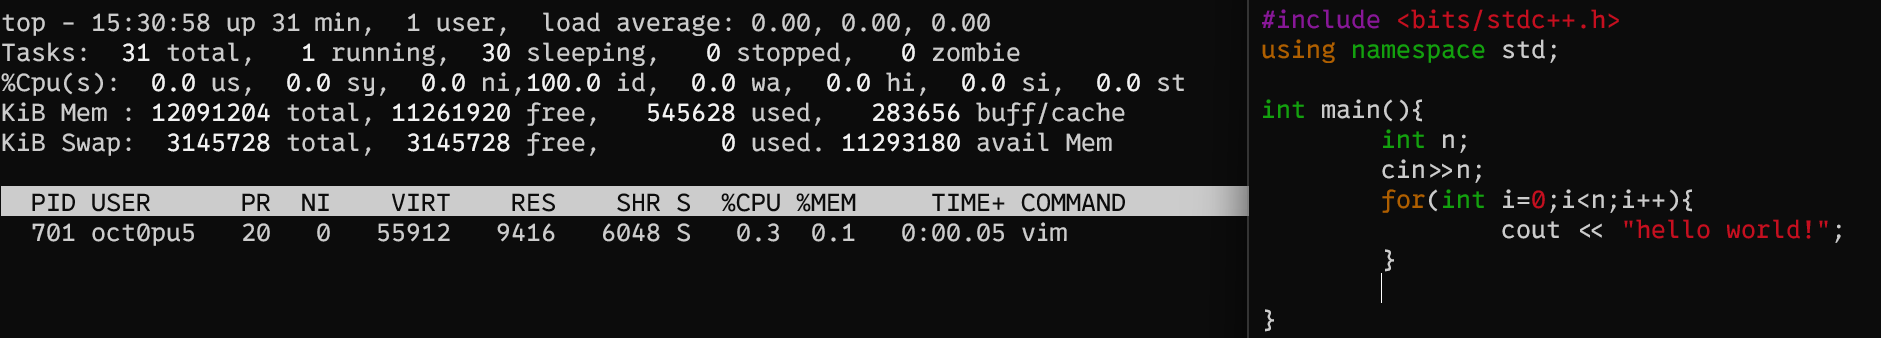 top - 15:30:58 up 31 min,  1 user,  load average: 0.00, 0.00, 0.00
Tasks:  31 total,   1 running,  30 sleeping,   0 stopped,   0 zombie
%Cpu(s):  0.0 us,  0.0 sy,  0.0 ni,100.0 id,  0.0 wa,  0.0 hi,  0.0 si,  0.0 st
KiB Mem : 12091204 total, 11261920 free,   545628 used,   283656 buff/cache
KiB Swap:  3145728 total,  3145728 free,        0 used. 11293180 avail Mem
  PID USER      PR  NI    VIRT    RES    SHR S  %CPU %MEM     TIME+ COMMAND
  701 oct0pu5   20   0   55912   9416   6048 S   0.3  0.1   0:00.05 vim
#include <bits/stdc++.h>
using namespace std;
int main(){
        int n;
        cin>>n;
        for(int i=0;i<n;i++){
                cout << "hello world!";
        }
}